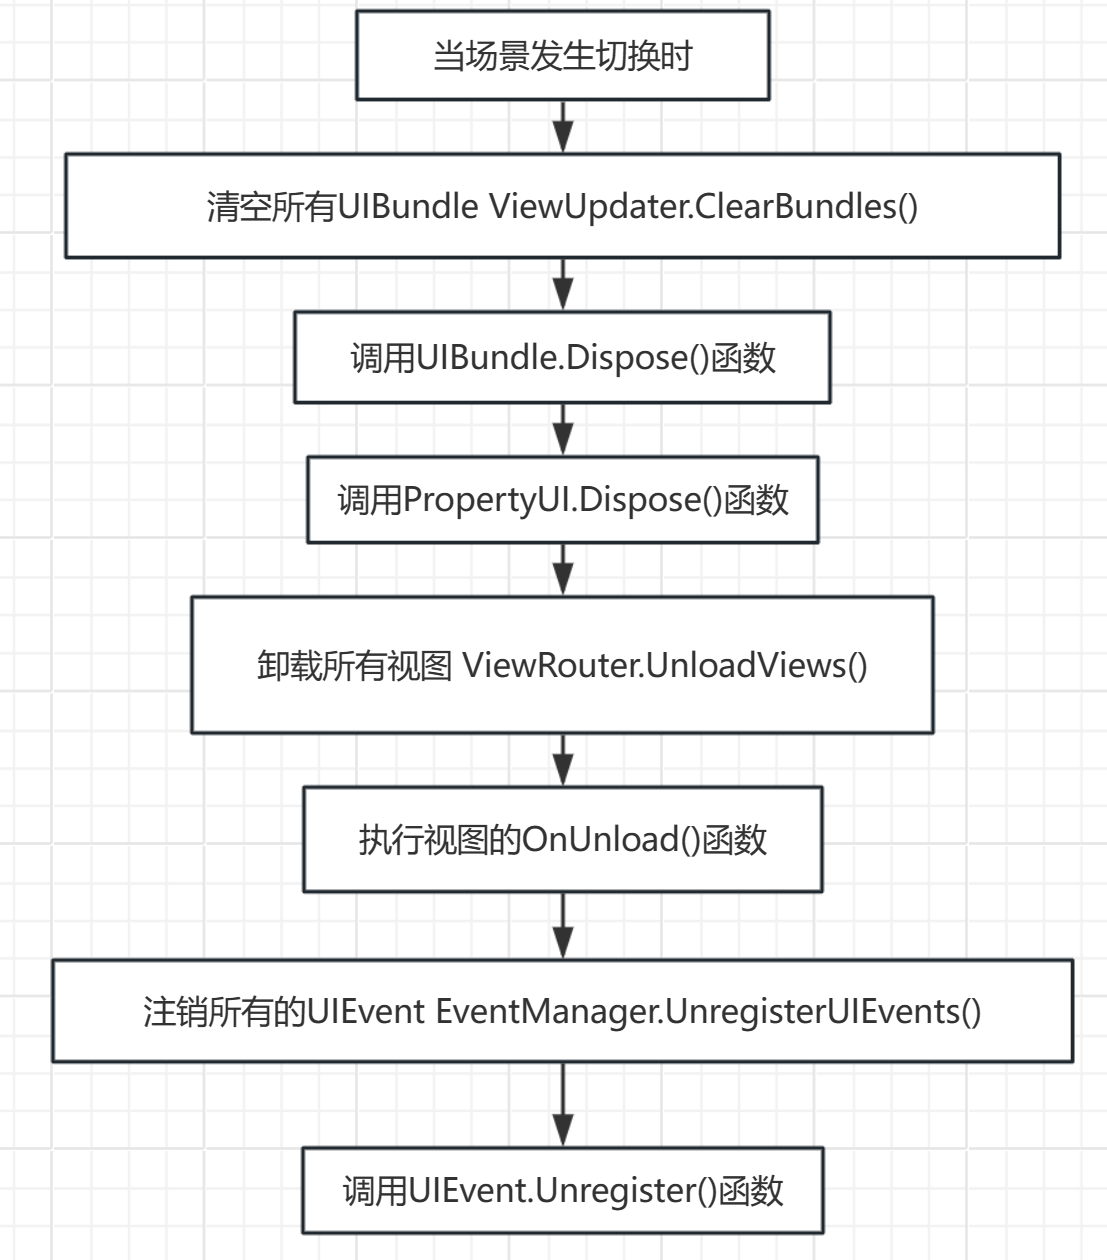 当场景发生切换时
清空所有UIBundle ViewUpdater.ClearBundles()
调用UIBundle.Dispose()函数
调用PropertyUI.Dispose()函数
卸载所有视图 ViewRouter.UnloadViews()
执行视图的OnUnload()函数
注销所有的UIEvent EventManager.UnregisterUIEvents()
调用UIEvent.Unregister()函数